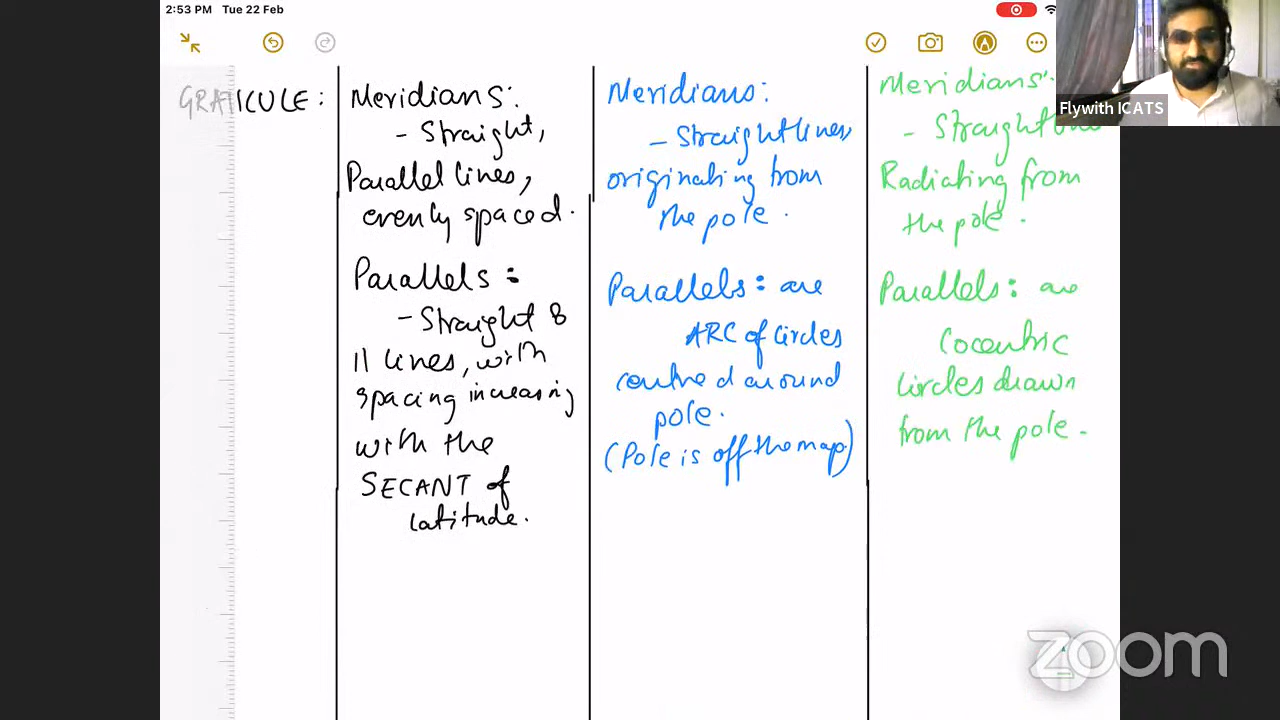 2:53 PM Tue 22 Feb
Flywith ICATS
GRATICULE:
Meridians:
- Straight,
Parallel lines,
evenly spaced.
Parallels:
- Straight &
11 lines, with
spacing increasing
with the
SECANT of
latitude.
Meridians:
- Straight lines,
originating from
the pole.
Parallels: are
ARC of Circles
centred around
pole.
(Pole is off the map)
Meridians:
- Straight
Radiating from
the pole.
Parallels: are
Cocentric
Circles drawn
from the pole.
zoom